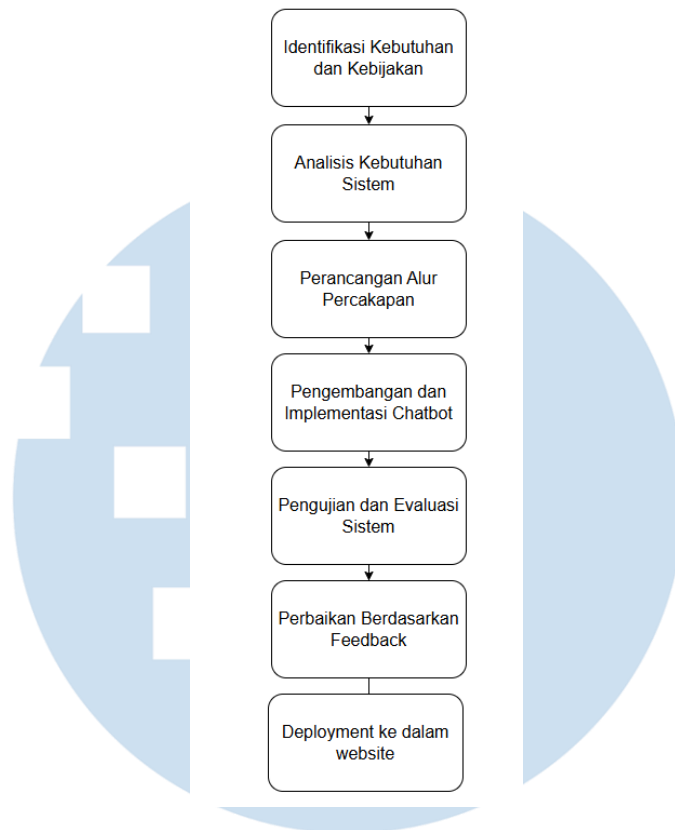 Identifikasi Kebutuhan
dan Kebijakan
Analisis Kebutuhan
Sistem
Perancangan Alur
Percakapan
Pengembangan dan
Implementasi Chatbot
Pengujian dan Evaluasi
Sistem
Perbaikan Berdasarkan
Feedback
Deployment ke dalam
website